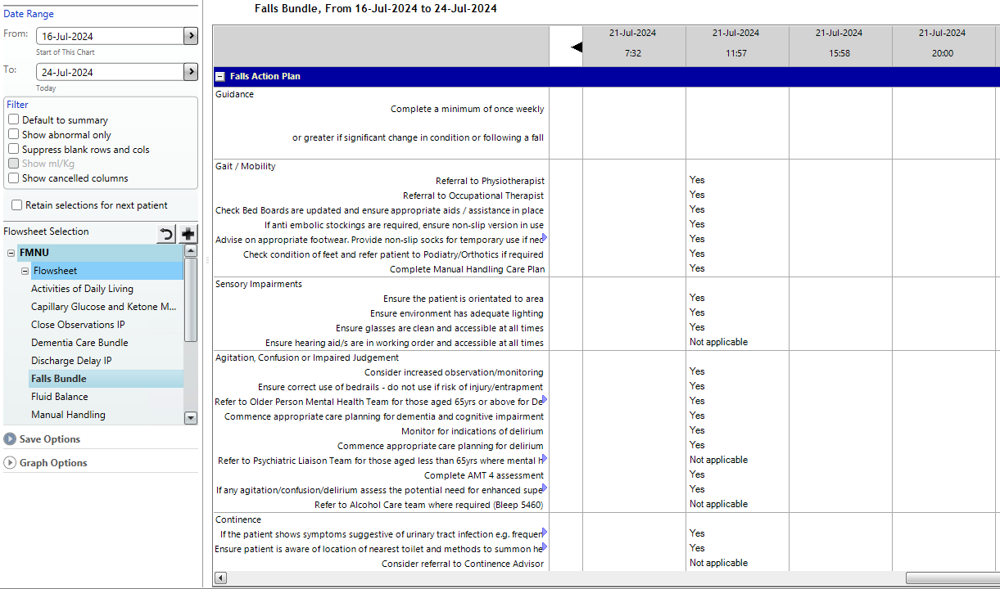 Date Range
From:
16-Jul-2024
Start of This Chart
To:
24-Jul-2024
Today
Filter
Default to summary
Show abnormal only
Suppress blank rows and cols
Show ml/Kg
Show cancelled columns
Retain selections for next patient
Flowsheet Selection
FMNU
Flowsheet
Activities of Daily Living
Capillary Glucose and Ketone M...
Close Observations IP
Dementia Care Bundle
Discharge Delay IP
Falls Bundle
Fluid Balance
Manual Handling
Save Options
Graph Options
Falls Bundle, From 16-Jul-2024 to 24-Jul-2024
21-Jul-2024 21-Jul-2024 21-Jul-2024 21-Jul-2024
7:32 11:57 15:58 20:00
Falls Action Plan
Guidance
Complete a minimum of once weekly
or greater if significant change in condition or following a fall
Gait / Mobility
Referral to Physiotherapist Yes
Referral to Occupational Therapist Yes
Check Bed Boards are updated and ensure appropriate aids / assistance in place Yes
If anti embolic stockings are required, ensure non-slip version in use Yes
Advise on appropriate footwear. Provide non-slip socks for temporary use if nec Yes
Check condition of feet and refer patient to Podiatry/Orthotics if required Yes
Complete Manual Handling Care Plan Yes
Sensory Impairments
Ensure the patient is orientated to area Yes
Ensure environment has adequate lighting Yes
Ensure glasses are clean and accessible at all times Yes
Ensure hearing aid/s are in working order and accessible at all times Not applicable
Agitation, Confusion or Impaired Judgement
Consider increased observation/monitoring Yes
Ensure correct use of bedrails - do not use if risk of injury/entrapment Yes
Refer to Older Person Mental Health Team for those aged 65yrs or above for De Yes
Commence appropriate care planning for dementia and cognitive impairment Yes
Monitor for indications of delirium Yes
Commence appropriate care planning for delirium Yes
Refer to Psychiatric Liaison Team for those aged less than 65yrs where mental h Not applicable
Complete AMT 4 assessment Yes
If any agitation/confusion/delirium assess the potential need for enhanced supe Yes
Refer to Alcohol Care team where required (Bleep 5460) Not applicable
Continence
If the patient shows symptoms suggestive of urinary tract infection e.g. frequen Yes
Ensure patient is aware of location of nearest toilet and methods to summon he Yes
Consider referral to Continence Advisor Not applicable